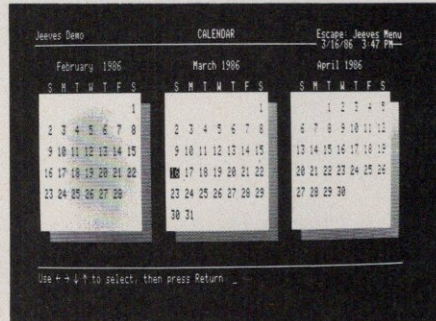 Jeeves Demo CALENDAR Escape: Jeeves Menu
3/16/86 3:47 PM
February 1986 March 1986 April 1986
S M T W T F S S M T W T F S S M T W T F S
1 1 1 2 3 4 5
2 3 4 5 6 7 8 2 3 4 5 6 7 8 6 7 8 9 10 11 12
9 10 11 12 13 14 15 9 10 11 12 13 14 15 13 14 15 16 17 18 19
16 17 18 19 20 21 22 16 17 18 19 20 21 22 20 21 22 23 24 25 26
23 24 25 26 27 28 23 24 25 26 27 28 29 27 28 29 30
30 31
Use ← → ↓ ↑ to select, then press Return _